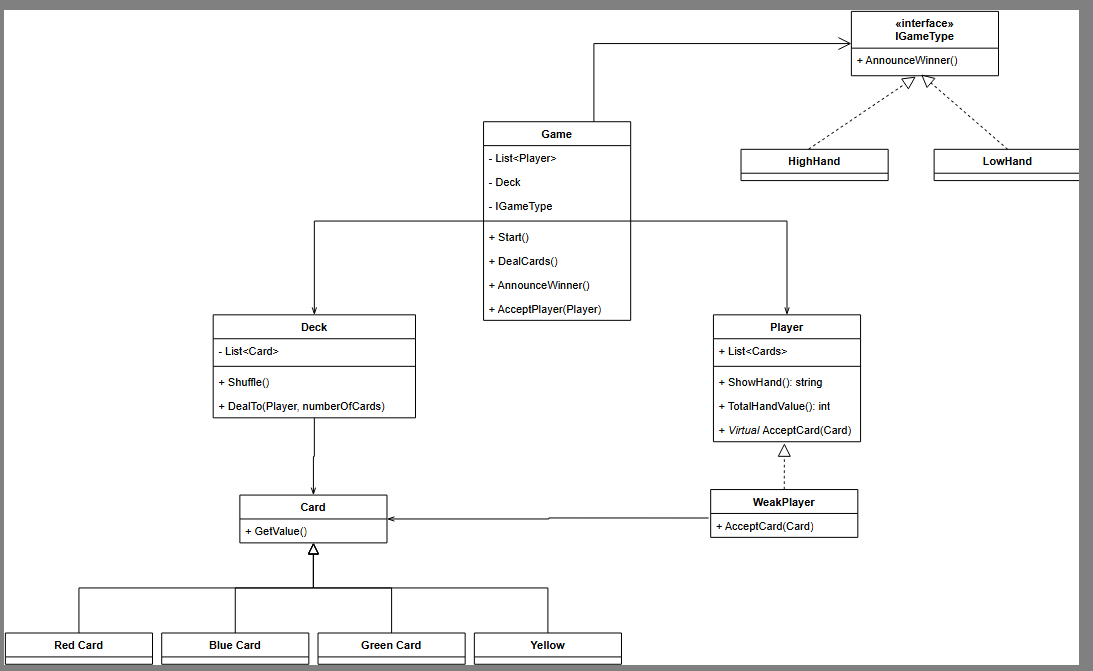 «interface»
IGameType
+ AnnounceWinner()
HighHand
LowHand
Game
- List<Player>
- Deck
- IGameType
+ Start()
+ DealCards()
+ AnnounceWinner()
+ AcceptPlayer(Player)
Deck
- List<Card>
+ Shuffle()
+ DealTo(Player, numberOfCards)
Player
+ List<Cards>
+ ShowHand(): string
+ TotalHandValue(): int
+ Virtual AcceptCard(Card)
Card
+ GetValue()
WeakPlayer
+ AcceptCard(Card)
Red Card
Blue Card
Green Card
Yellow